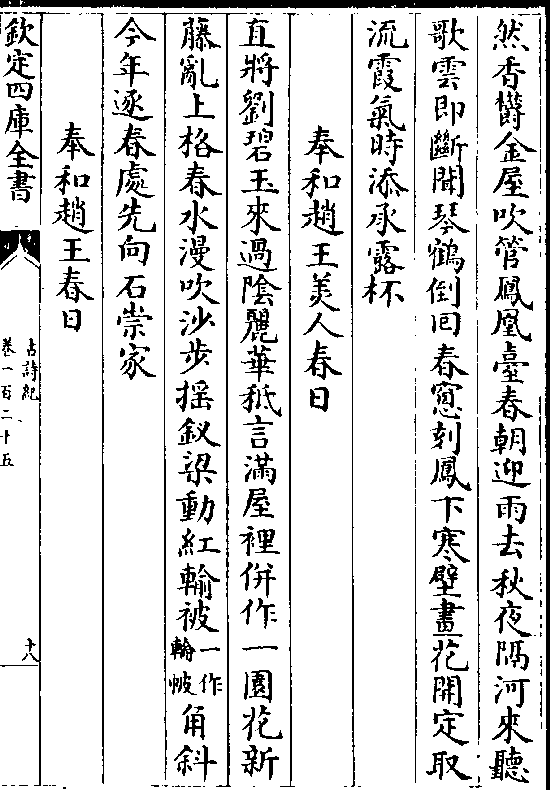 然香欝金屋吹管鳳凰臺春朝迎雨去秋夜隔河來聽
歌雲即斷聞琴鶴倒回春窻刻鳳下寒壁畫花開定取
流霞氣時添承露杯
奉和趙王美人春日
直將劉碧玉來過陰麗華秪言滿屋裡併作一園花新
藤亂上格春水漫吹沙步揺釵梁動紅輪被一作輪帔角斜
今年逐春處先向石崇家
奉和趙王春日
欽定四庫全書
古詩紀
卷一百二十五
十八